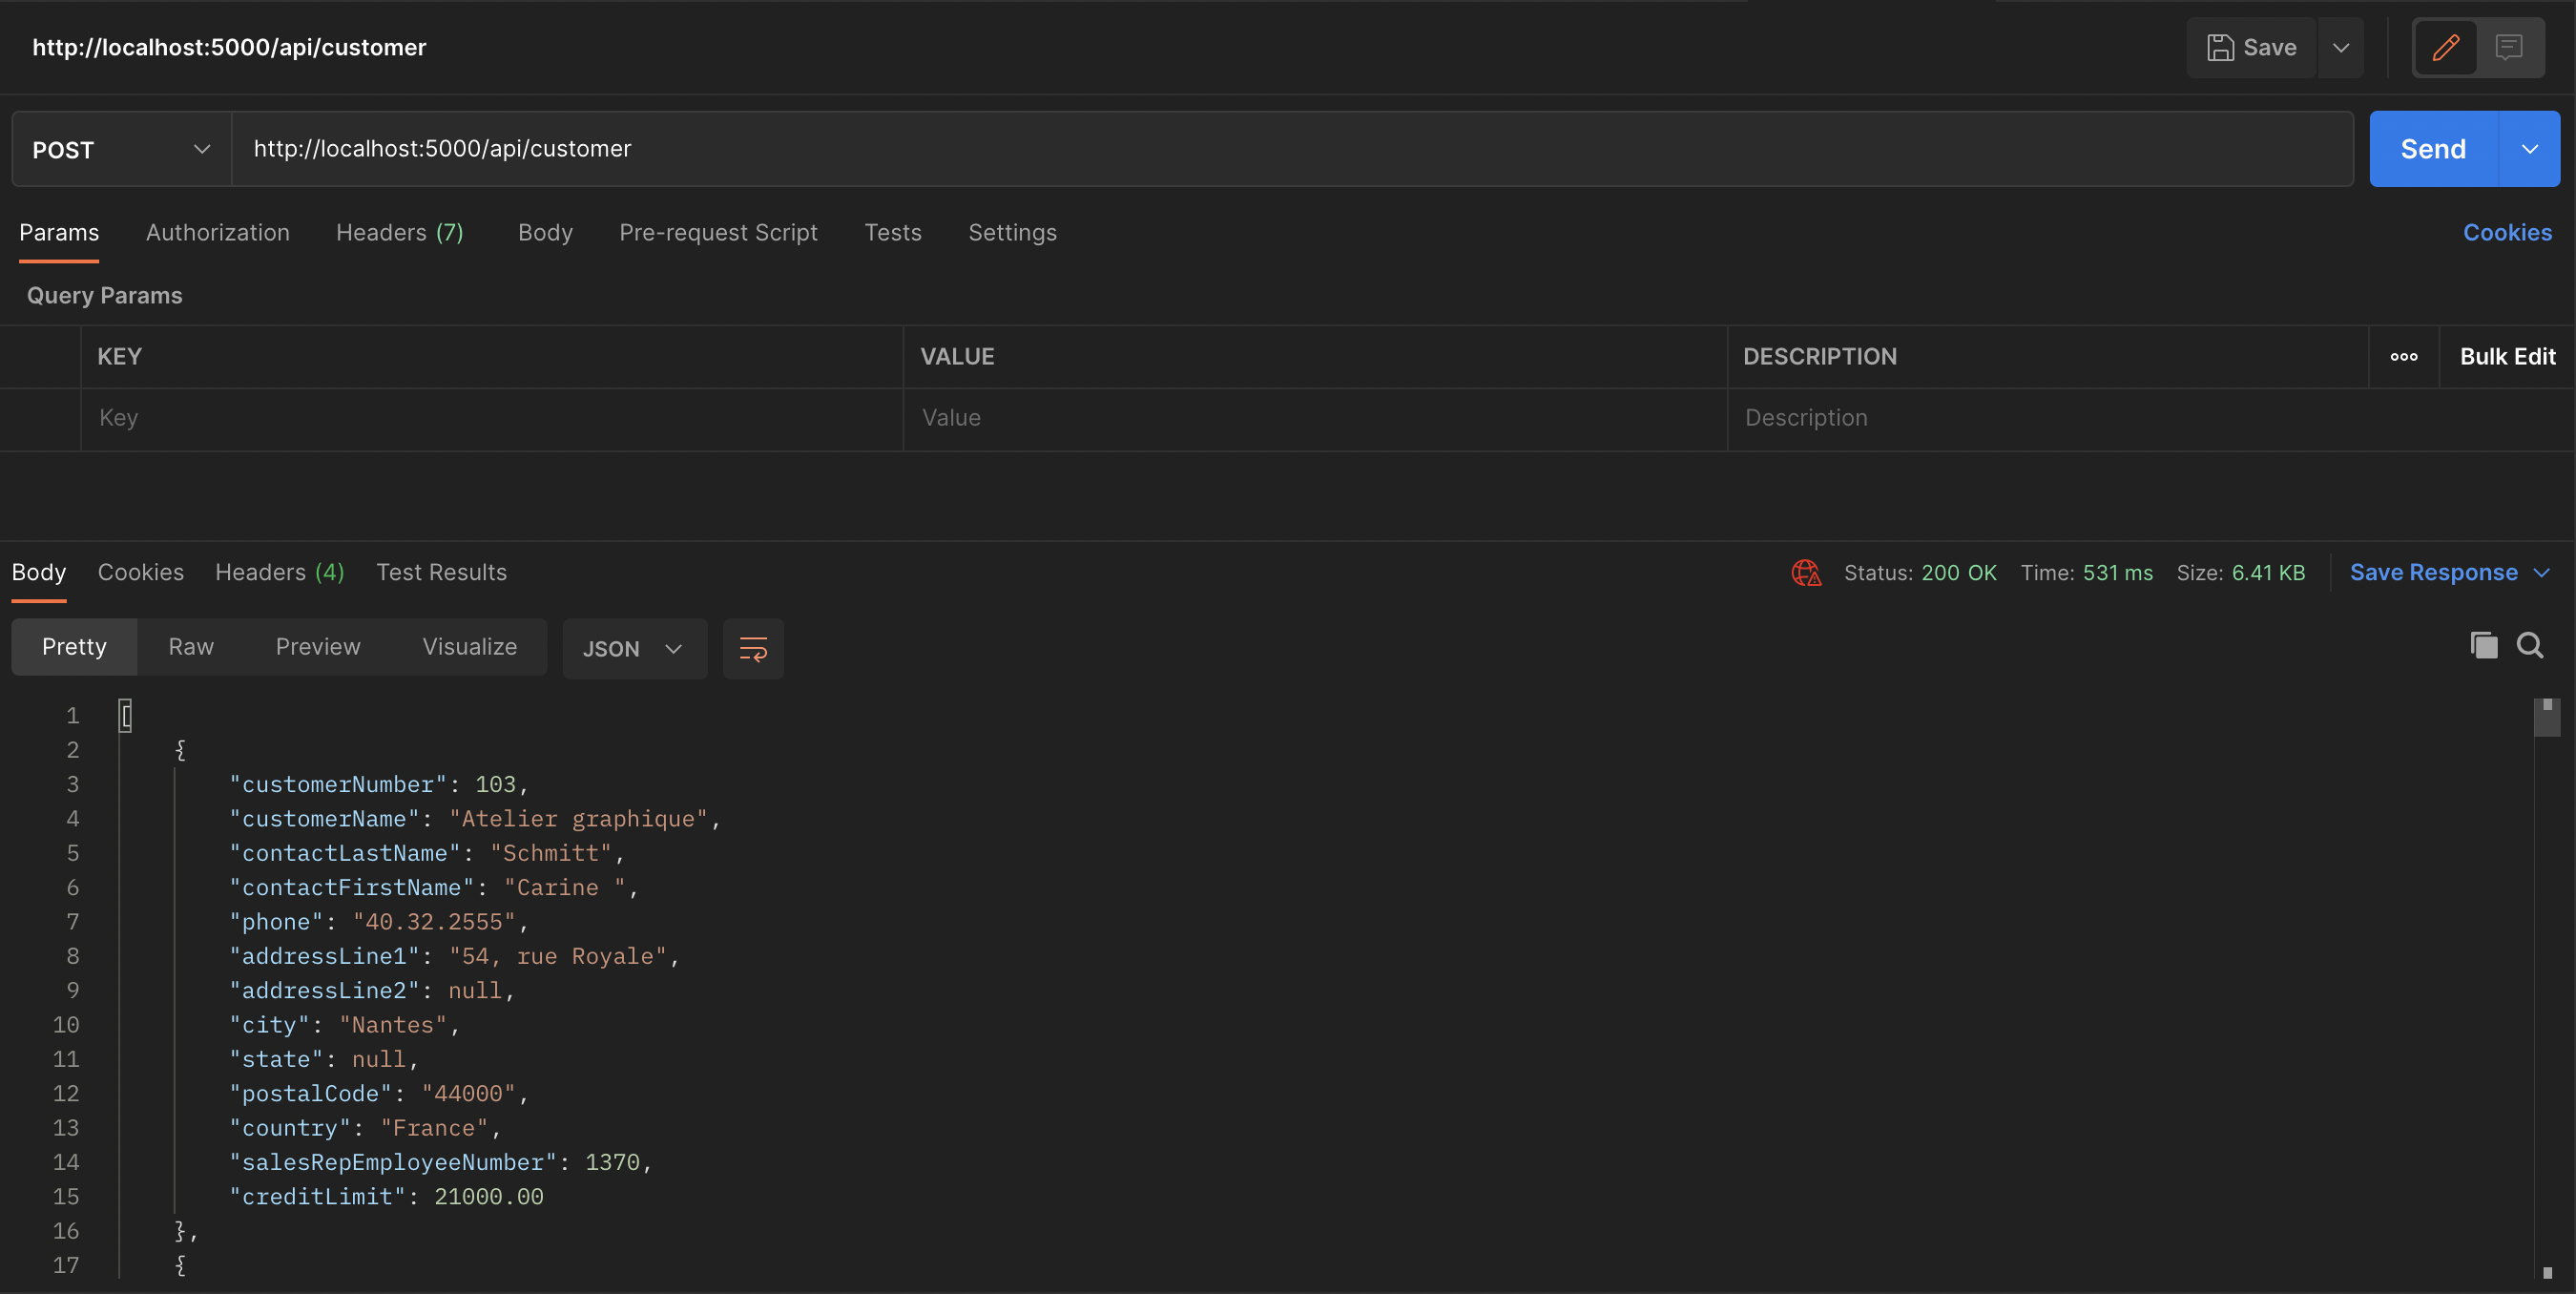 http://localhost:5000/api/customer Save
POST http://localhost:5000/api/customer Send
Params Authorization Headers (7) Body Pre-request Script Tests Settings Cookies
Query Params
KEY VALUE DESCRIPTION ooo Bulk Edit
Key Value Description
Body Cookies Headers (4) Test Results Status: 200 OK Time: 531 ms Size: 6.41 KB Save Response
Pretty Raw Preview Visualize JSON
1 [
2 {
3 "customerNumber": 103,
4 "customerName": "Atelier graphique",
5 "contactLastName": "Schmitt",
6 "contactFirstName": "Carine ",
7 "phone": "40.32.2555",
8 "addressLine1": "54, rue Royale",
9 "addressLine2": null,
10 "city": "Nantes",
11 "state": null,
12 "postalCode": "44000",
13 "country": "France",
14 "salesRepEmployeeNumber": 1370,
15 "creditLimit": 21000.00
16 },
17 {